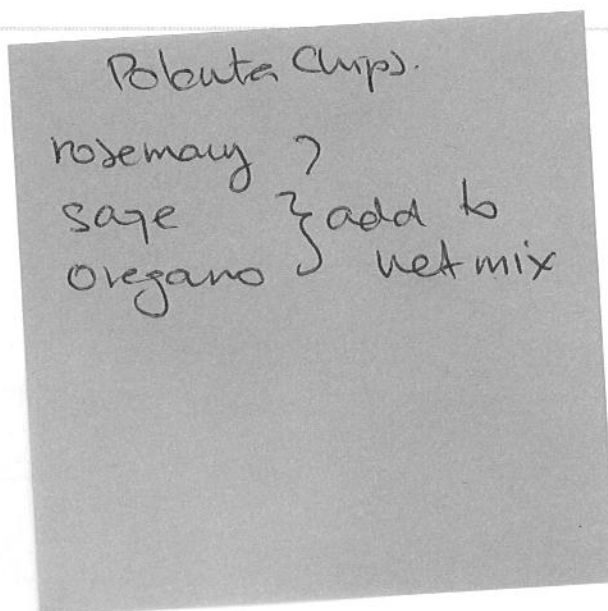 Polenta Chips.
rosemary
sage } add to
oregano wet mix